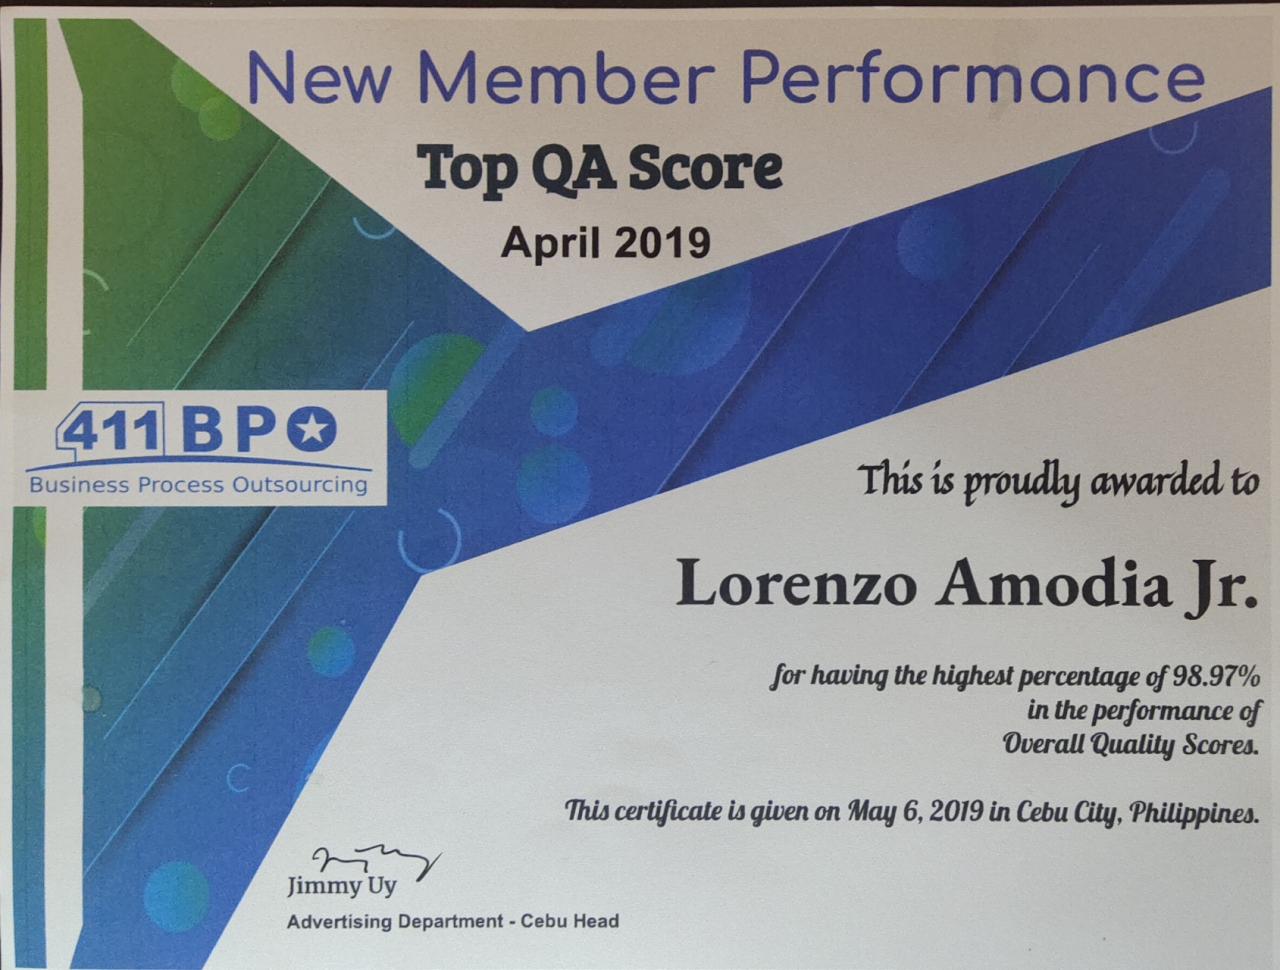 New Member Performance
Top QA Score
April 2019
411 BPO
Business Process Outsourcing
This is proudly awarded to
Lorenzo Amodia Jr.
for having the highest percentage of 98.97%
in the performance of
Overall Quality Scores.
This certificate is given on May 6, 2019 in Cebu City, Philippines.
Jimmy Uy
Advertising Department - Cebu Head